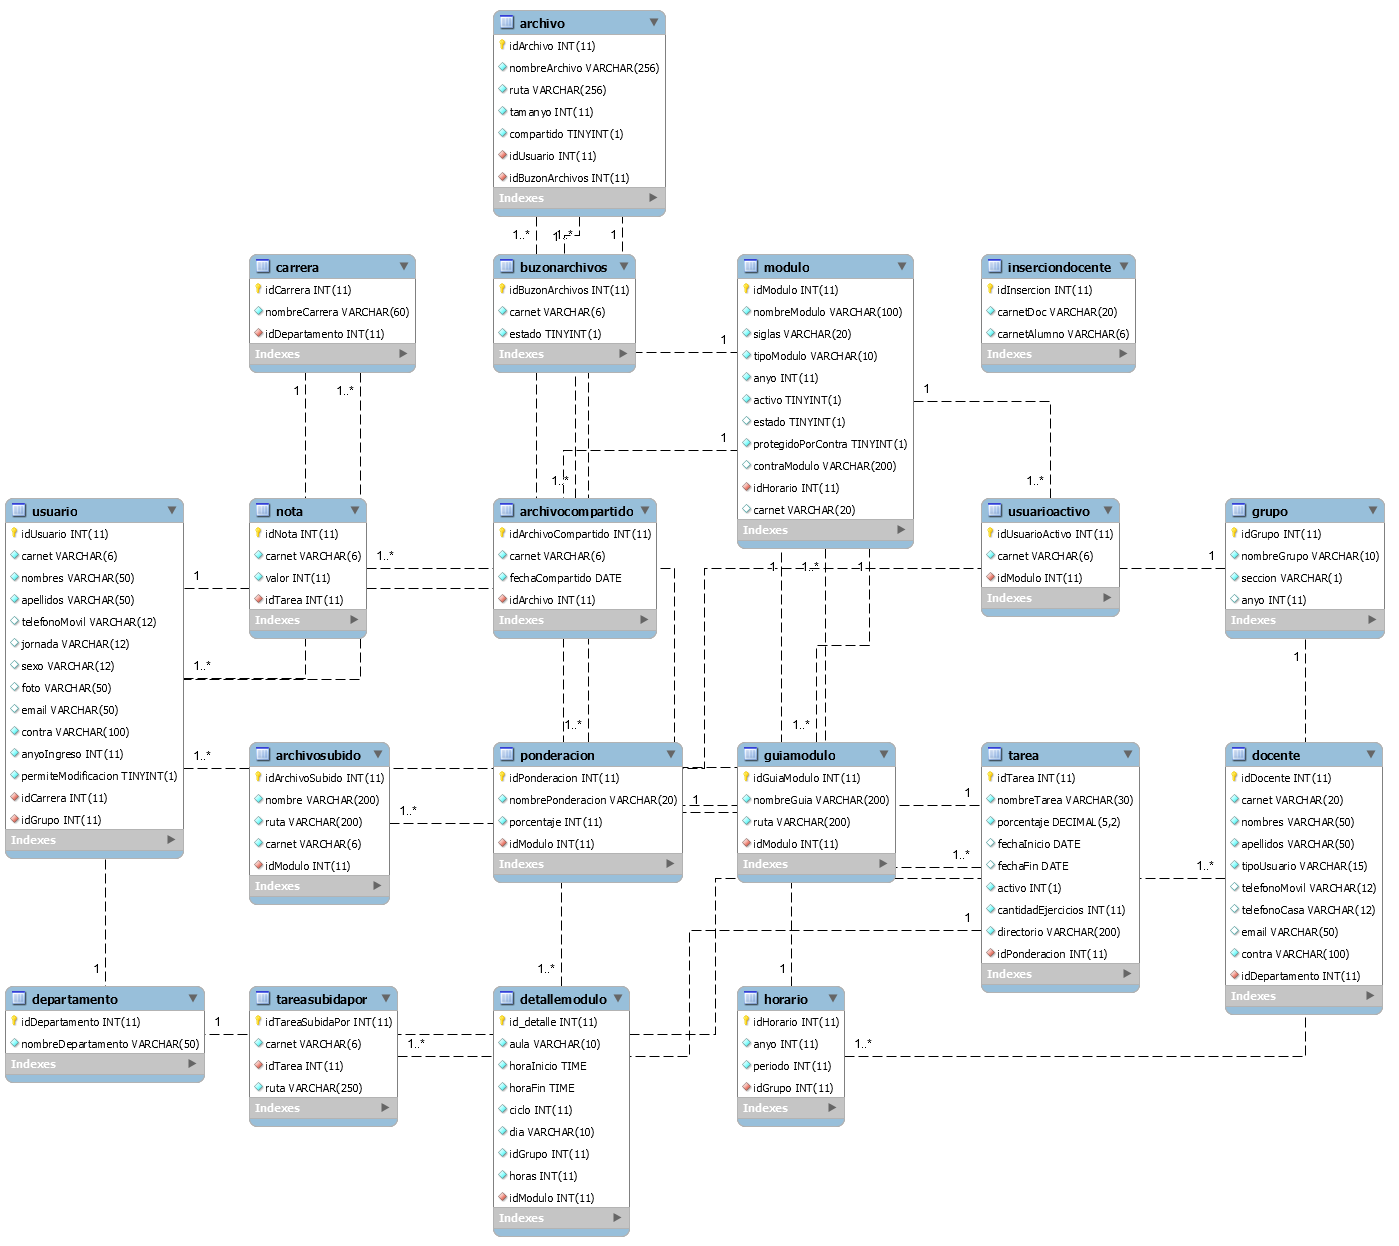 archivo
idArchivo INT(11)
nombreArchivo VARCHAR(256)
ruta VARCHAR(256)
tamanyo INT(11)
compartido TINYINT(1)
idUsuario INT(11)
idBuzonArchivos INT(11)
Indexes
1..*
1
1..*
1
carrera
idCarrera INT(11)
nombreCarrera VARCHAR(60)
idDepartamento INT(11)
Indexes
1
1..*
buzonarchivos
idBuzonArchivos INT(11)
carnet VARCHAR(6)
estado TINYINT(1)
Indexes
modulo
idModulo INT(11)
nombreModulo VARCHAR(100)
siglas VARCHAR(20)
tipoModulo VARCHAR(10)
anyo INT(11)
activo TINYINT(1)
estado TINYINT(1)
protegidoPorContra TINYINT(1)
contraModulo VARCHAR(200)
idHorario INT(11)
carnet VARCHAR(20)
Indexes
1
1
1
1
1..*
1
inserciondocente
idInsercion INT(11)
carnetDoc VARCHAR(20)
carnetAlumno VARCHAR(6)
Indexes
usuario
idUsuario INT(11)
carnet VARCHAR(6)
nombres VARCHAR(50)
apellidos VARCHAR(50)
telefonoMovil VARCHAR(12)
jornada VARCHAR(12)
sexo VARCHAR(12)
foto VARCHAR(50)
email VARCHAR(50)
contra VARCHAR(100)
anyoIngreso INT(11)
permiteModificacion TINYINT(1)
idCarrera INT(11)
idGrupo INT(11)
Indexes
1
1..*
1..*
nota
idNota INT(11)
carnet VARCHAR(6)
valor INT(11)
idTarea INT(11)
Indexes
1..*
1..*
archivocompartido
idArchivoCompartido INT(11)
carnet VARCHAR(6)
fechaCompartido DATE
idArchivo INT(11)
Indexes
1..*
usuarioactivo
idUsuarioActivo INT(11)
carnet VARCHAR(6)
idModulo INT(11)
Indexes
1
grupo
idGrupo INT(11)
nombreGrupo VARCHAR(10)
seccion VARCHAR(1)
anyo INT(11)
Indexes
1
archivosubido
idArchivoSubido INT(11)
nombre VARCHAR(200)
ruta VARCHAR(200)
carnet VARCHAR(6)
idModulo INT(11)
Indexes
1..*
1..*
ponderacion
idPonderacion INT(11)
nombrePonderacion VARCHAR(20)
porcentaje INT(11)
idModulo INT(11)
Indexes
1
1..*
guiamodulo
idGuiaModulo INT(11)
nombreGuia VARCHAR(200)
ruta VARCHAR(200)
idModulo INT(11)
Indexes
1
1..*
1
tarea
idTarea INT(11)
nombreTarea VARCHAR(30)
porcentaje DECIMAL(5,2)
fechaInicio DATE
fechaFin DATE
activo INT(1)
cantidadEjercicios INT(11)
directorio VARCHAR(200)
idPonderacion INT(11)
Indexes
1..*
docente
idDocente INT(11)
carnet VARCHAR(20)
nombres VARCHAR(50)
apellidos VARCHAR(50)
tipoUsuario VARCHAR(15)
telefonoMovil VARCHAR(12)
telefonoCasa VARCHAR(12)
email VARCHAR(50)
contra VARCHAR(100)
idDepartamento INT(11)
Indexes
1
departamento
idDepartamento INT(11)
nombreDepartamento VARCHAR(50)
Indexes
1
tareasubidapor
idTareaSubidaPor INT(11)
carnet VARCHAR(6)
idTarea INT(11)
ruta VARCHAR(250)
Indexes
1..*
1..*
detallemodulo
id_detalle INT(11)
aula VARCHAR(10)
horaInicio TIME
horaFin TIME
ciclo INT(11)
dia VARCHAR(10)
idGrupo INT(11)
horas INT(11)
idModulo INT(11)
Indexes
1
horario
idHorario INT(11)
anyo INT(11)
periodo INT(11)
idGrupo INT(11)
Indexes
1..*